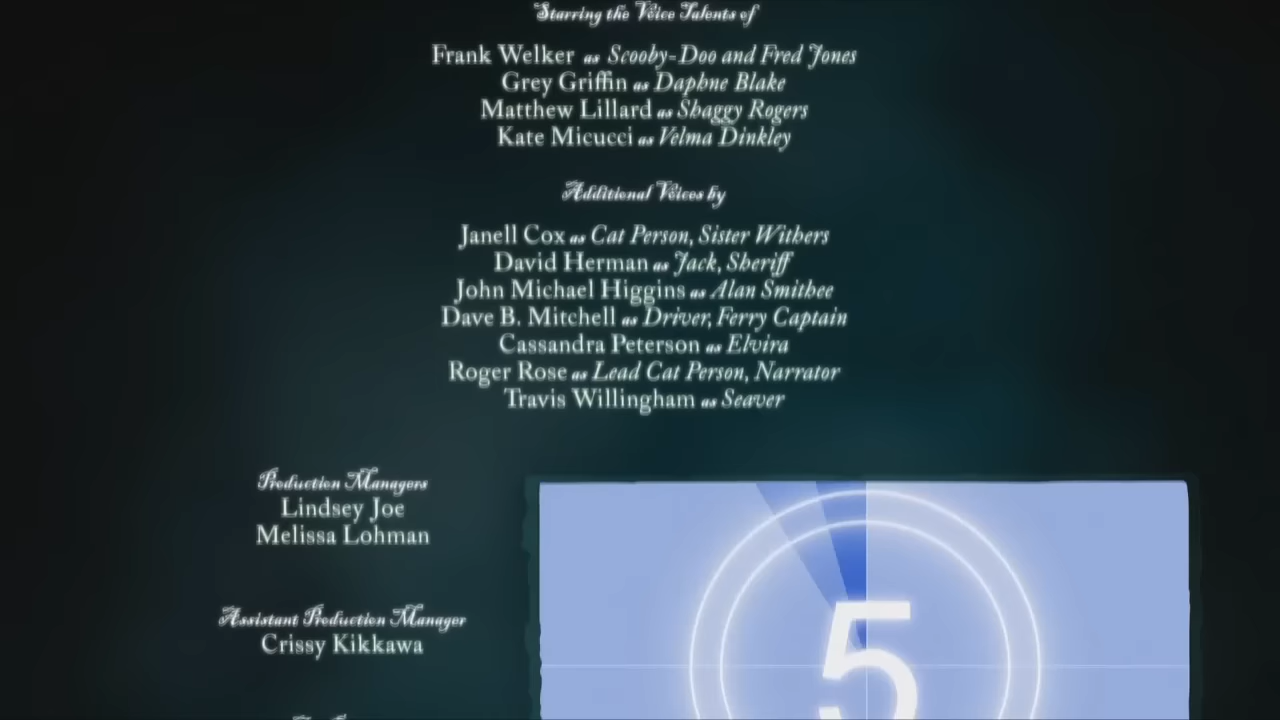 Starring the Voice Talents of
Frank Welker as Scooby-Doo and Fred Jones
Grey Griffin as Daphne Blake
Matthew Lillard as Shaggy Rogers
Kate Micucci as Velma Dinkley
Additional Voices by
Janell Cox as Cat Person, Sister Withers
David Herman as Jack, Sheriff
John Michael Higgins as Alan Smithee
Dave B. Mitchell as Driver, Ferry Captain
Cassandra Peterson as Elvira
Roger Rose as Lead Cat Person, Narrator
Travis Willingham as Seaver
Production Managers
Lindsey Joe
Melissa Lohman
Assistant Production Manager
Crissy Kikkawa
5